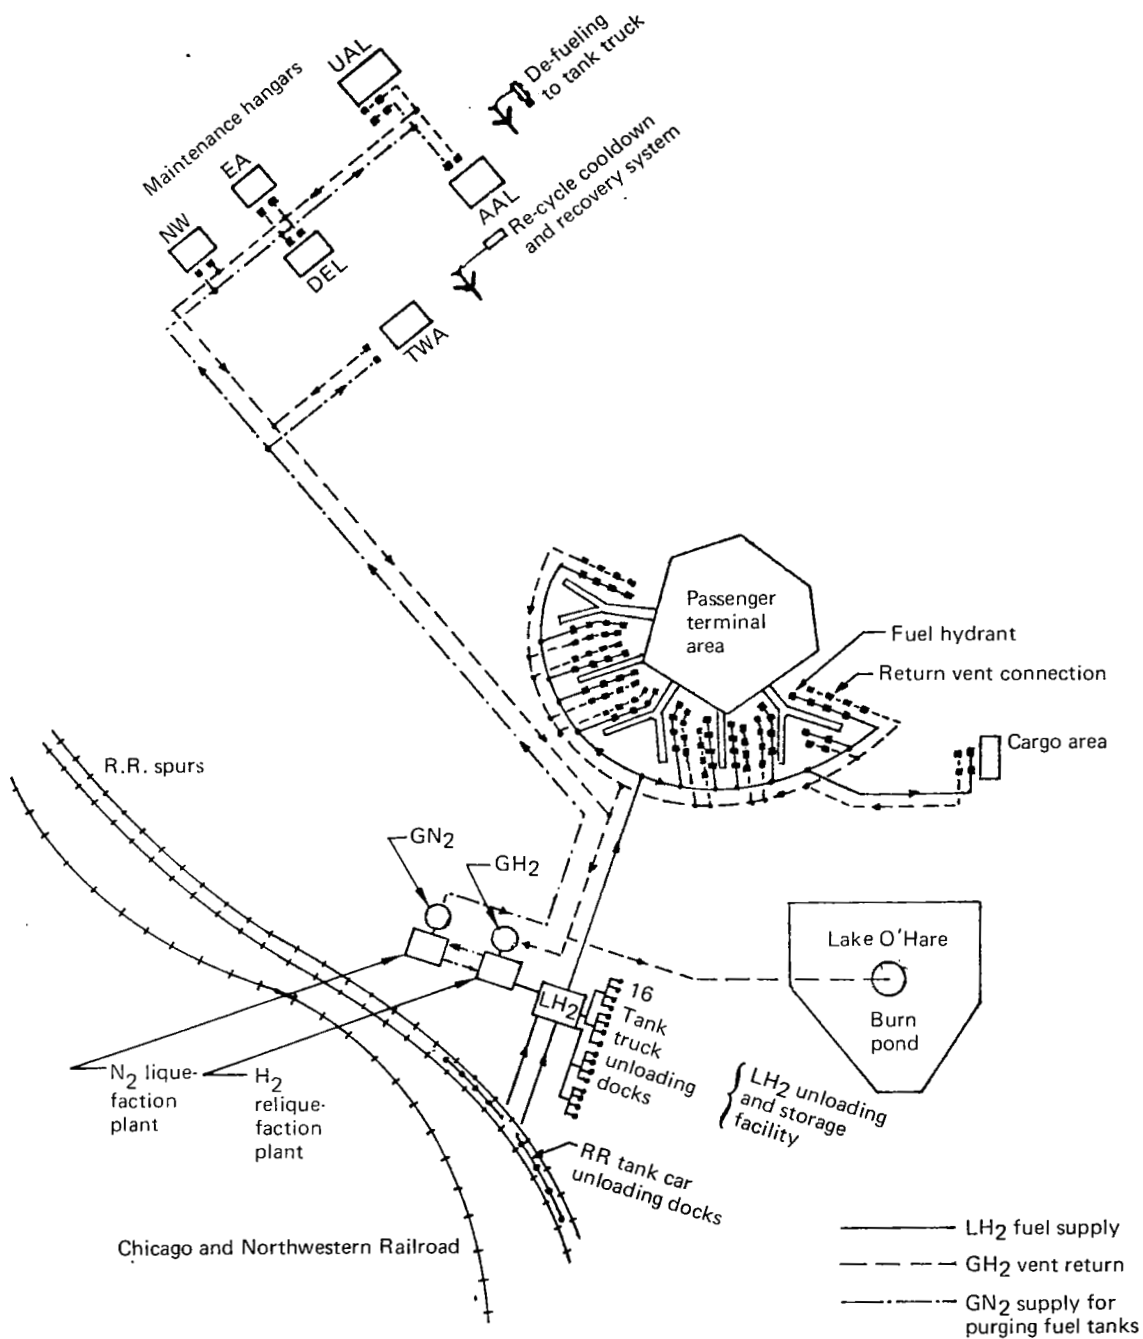 UAL
De-fueling
to tank truck
Maintenance hangars
EA
AAL
Re-cycle cooldown
and recovery system
NW
DEL
TWA
Passenger
terminal
area
Fuel hydrant
Return vent connection
Cargo area
R.R. spurs
GN2
GH2
Lake O'Hare
Burn
pond
LH2
16
Tank
truck
unloading
docks
N2 lique-
faction
plant
H2
relique-
faction
plant
LH2 unloading
and storage
facility
RR tank car
unloading docks
Chicago and Northwestern Railroad
LH2 fuel supply
GH2 vent return
GN2 supply for
purging fuel tanks